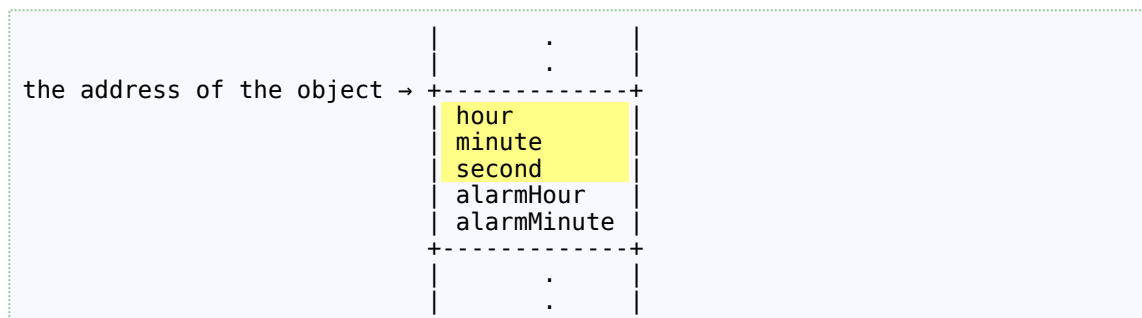 |       .     |
|       .     |
the address of the object → +-------------+
| hour        |
| minute      |
| second      |
| alarmHour   |
| alarmMinute |
+-------------+
|       .     |
|       .     |